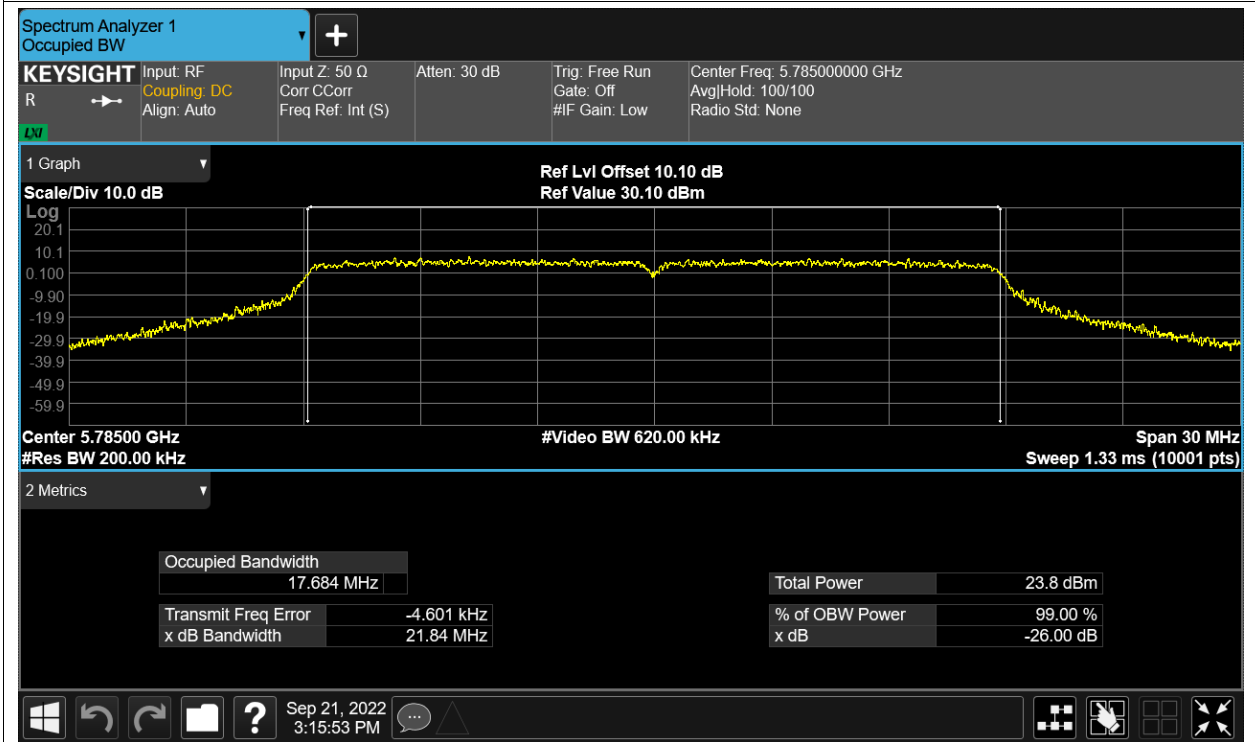 Spectrum Analyzer 1
Occupied BW
KEYSIGHT
R
LXI
Input: RF
Coupling: DC
Align: Auto
Input Z: 50 Ω
Corr CCorr
Freq Ref: Int (S)
Atten: 30 dB
Trig: Free Run
Gate: Off
#IF Gain: Low
Center Freq: 5.785000000 GHz
Avg|Hold: 100/100
Radio Std: None
1 Graph
Scale/Div 10.0 dB
Ref Lvl Offset 10.10 dB
Ref Value 30.10 dBm
Log
20.1
10.1
0.100
-9.90
-19.9
-29.9
-39.9
-49.9
-59.9
Center 5.78500 GHz
#Video BW 620.00 kHz
Span 30 MHz
#Res BW 200.00 kHz
Sweep 1.33 ms (10001 pts)
2 Metrics
Occupied Bandwidth
17.684 MHz
Transmit Freq Error -4.601 kHz
x dB Bandwidth 21.84 MHz
Total Power 23.8 dBm
% of OBW Power 99.00 %
x dB -26.00 dB
?
Sep 21, 2022
3:15:53 PM